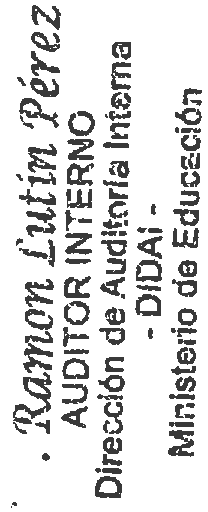 Ramon Lutín Pérez
AUDITOR INTERNO
Dirección de Auditoría Interna
- DIDAI -
Ministerio de Educación